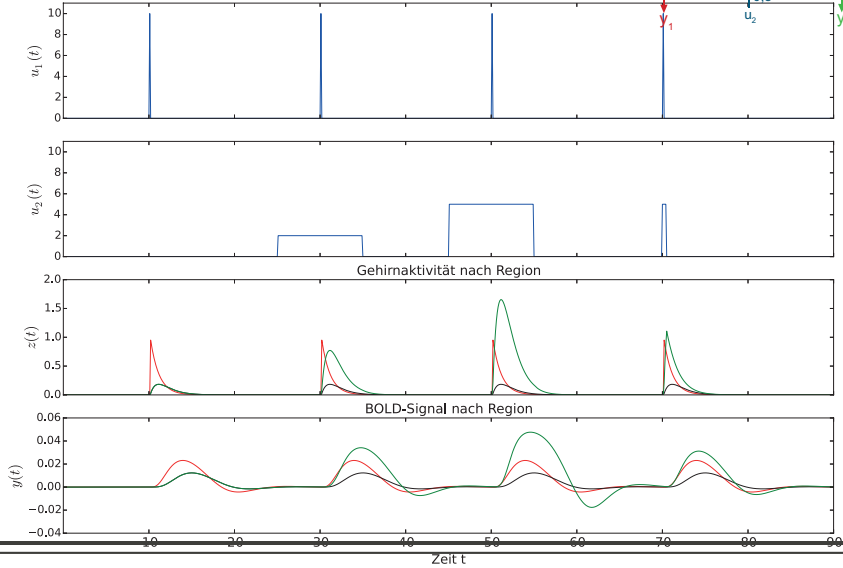 10
8
6
4
2
0
u₁(t)
y₁
u₂
y
10
8
6
4
2
0
u₂(t)
Gehirnaktivität nach Region
2.0
1.5
1.0
0.5
0.0
z(t)
BOLD-Signal nach Region
0.06
0.04
0.02
0.00
−0.02
−0.04
y(t)
10 20 30 40 50 60 70 80 90
Zeit t